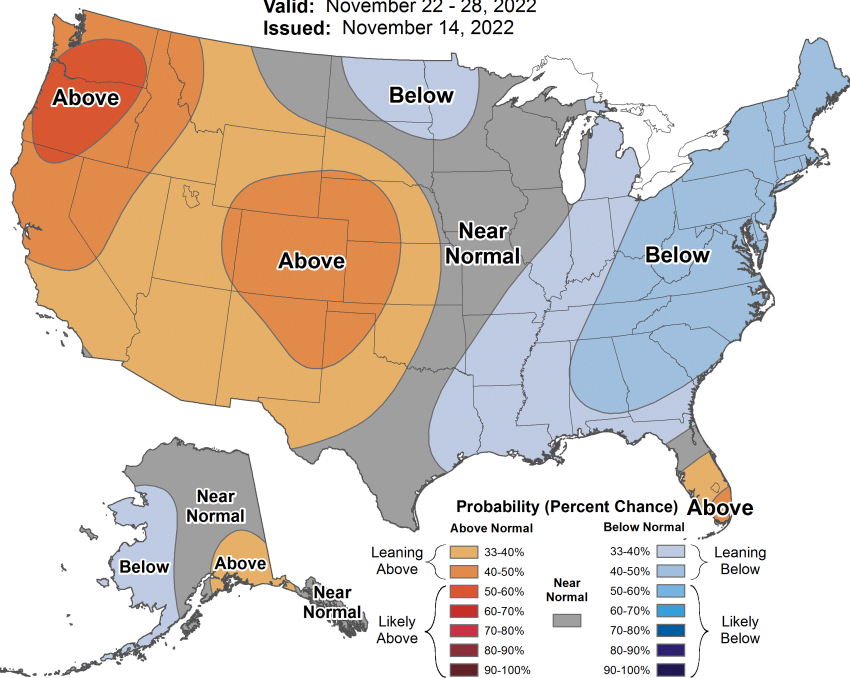 Valid: November 22 - 28, 2022
Issued: November 14, 2022
Above
Below
Near
Normal
Below
Above
Near
Normal
Below
Above
Near
Normal
Above
Probability (Percent Chance)
Above Normal
Below Normal
Leaning
Above
33-40%
40-50%
Likely
Above
50-60%
60-70%
70-80%
80-90%
90-100%
Near
Normal
33-40%
40-50%
Leaning
Below
50-60%
60-70%
70-80%
80-90%
90-100%
Likely
Below